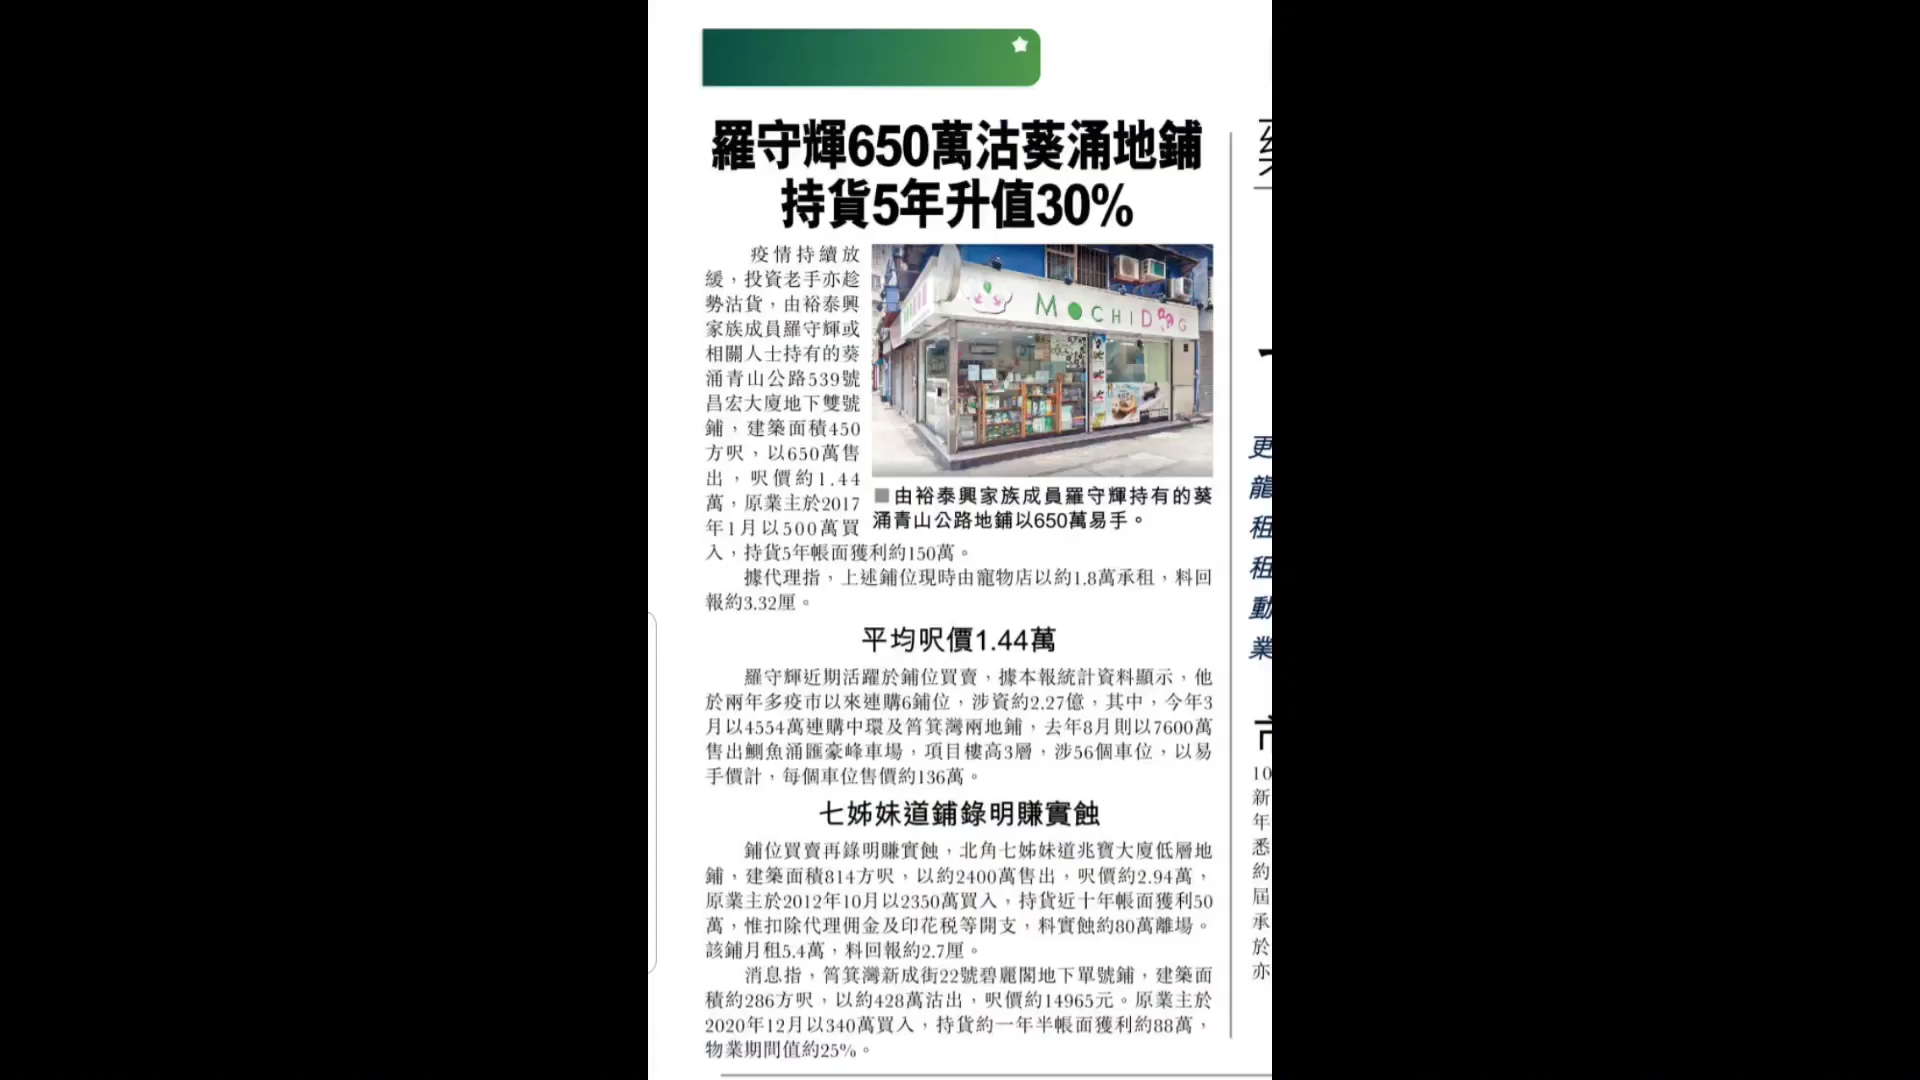 羅守輝650萬沽葵涌地鋪
持貨5年升值30%
疫情持續放
緩，投資老手亦趁
勢沽貨，由裕泰興
家族成員羅守輝或
相關人士持有的葵
涌青山公路539號
昌宏大廈地下雙號
鋪，建築面積450
方呎，以650萬售
出，呎價約1.44
萬，原業主於2017
年1月以500萬買
入，持貨5年帳面獲利約150萬。
MOCHIDOG
■由裕泰興家族成員羅守輝持有的葵
涌青山公路地鋪以650萬易手。
據代理指，上述鋪位現時由寵物店以約1.8萬承租，料回
報約3.32厘。
平均呎價1.44萬
羅守輝近期活躍於鋪位買賣，據本報統計資料顯示，他
於兩年多疫市以來連購6鋪位，涉資約2.27億，其中，今年3
月以4554萬連購中環及筲箕灣兩地鋪，去年8月則以7600萬
售出鰂魚涌匯豪峰車場，項目樓高3層，涉56個車位，以易
手價計，每個車位售價約136萬。
七姊妹道鋪錄明賺實蝕
鋪位買賣再錄明賺實蝕，北角七姊妹道兆寶大廈低層地
鋪，建築面積814方呎，以約2400萬售出，呎價約2.94萬，
原業主於2012年10月以2350萬買入，持貨近十年帳面獲利50
萬，惟扣除代理佣金及印花稅等開支，料實蝕約80萬離場。
該鋪月租5.4萬，料回報約2.7厘。
消息指，筲箕灣新成街22號碧麗閣地下單號鋪，建築面
積約286方呎，以約428萬沽出，呎價約14965元。原業主於
2020年12月以340萬買入，持貨約一年半帳面獲利約88萬，
物業期間值約25%。
更
龍
租
租
動
業
10
新
年
悉
約
屆
承
於
亦